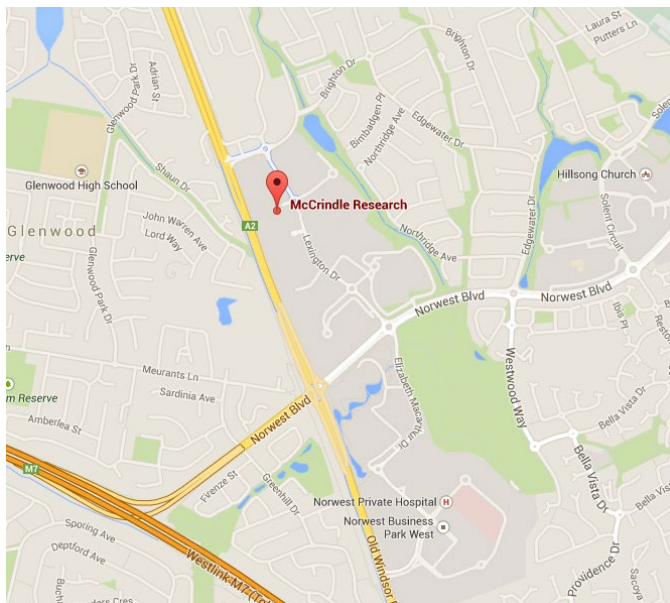 Laura St
Putters Ln
Brighton Dr
Glenwood Park Dr
Adrian St
Brighton Dr
Bimbadgen Pl
Northridge Ave
Edgewater Dr
Solent
Shaun Dr
Glenwood High School
Hillsong Church
McCrindle Research
John Warren Ave
Lord Way
A2
Glenwood
Solent Circuit
Edgewater Dr
Northridge Ave
Lexington Dr
Glenwood Park Dr
Norwest Blvd
Norwest Blvd
Ibis Pl
Meurants Ln
Sardinia Ave
Westwood Way
Elizabeth Macarthur Dr
m Reserve
Amberlea St
Norwest Blvd
Bella Vista Dr
M7
Firenze St
Greenhill Dr
Bella Vista Dr
Norwest Private Hospital
H
Norwest Business
Park West
Sporing Ave
Deptford Ave
Westlink M7 (To
Old Windsor
Providence Dr
Sacoya